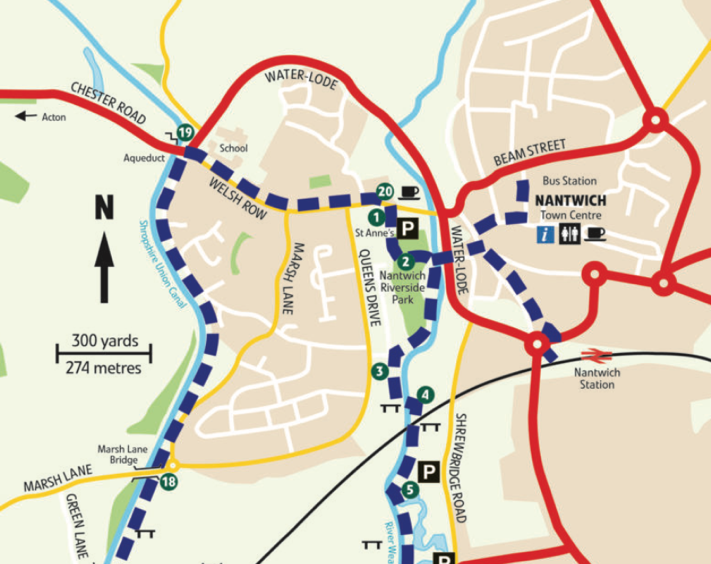 WATER-LODE
CHESTER ROAD
Acton
19
School
Aqueduct
BEAM STREET
Bus Station
NANTWICH
Town Centre
i
WELSH ROW
20
1
P
St Anne's
N
Shropshire Union Canal
MARSH LANE
QUEENS DRIVE
2
Nantwich
Riverside
Park
WATER-LODE
300 yards
274 metres
3
4
Nantwich
Station
Marsh Lane
Bridge
MARSH LANE
18
GREEN LANE
SHREWBRIDGE ROAD
P
5
River Wea
P